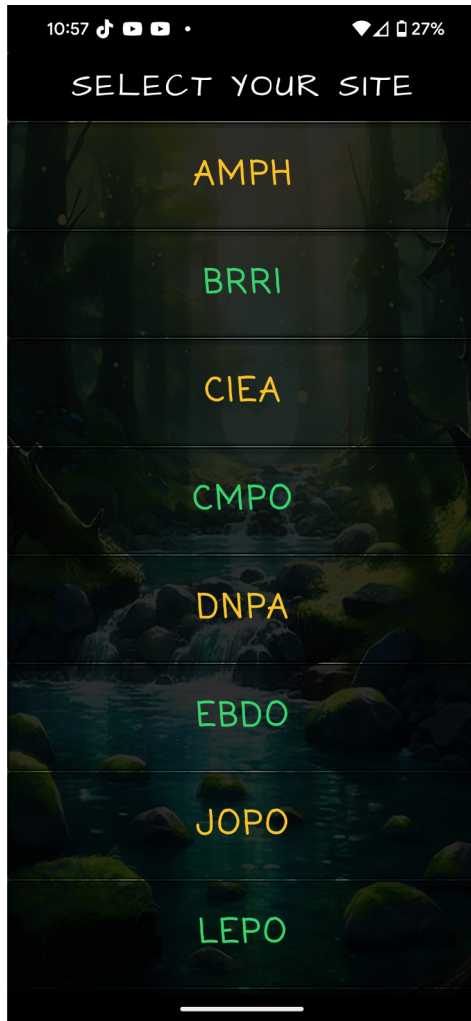 10:57 27%
SELECT YOUR SITE
AMPH
BRRI
CIEA
CMPO
DNPA
EBDO
JOPO
LEPO